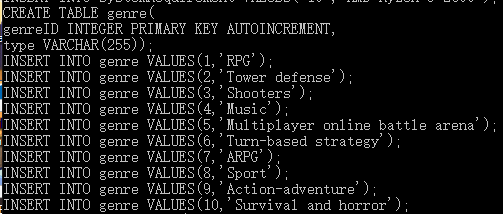 CREATE TABLE genre(
genreID INTEGER PRIMARY KEY AUTOINCREMENT,
type VARCHAR(255));
INSERT INTO genre VALUES(1,'RPG');
INSERT INTO genre VALUES(2,'Tower defense');
INSERT INTO genre VALUES(3,'Shooters');
INSERT INTO genre VALUES(4,'Music');
INSERT INTO genre VALUES(5,'Multiplayer online battle arena');
INSERT INTO genre VALUES(6,'Turn-based strategy');
INSERT INTO genre VALUES(7,'ARPG');
INSERT INTO genre VALUES(8,'Sport');
INSERT INTO genre VALUES(9,'Action-adventure');
INSERT INTO genre VALUES(10,'Survival and horror');